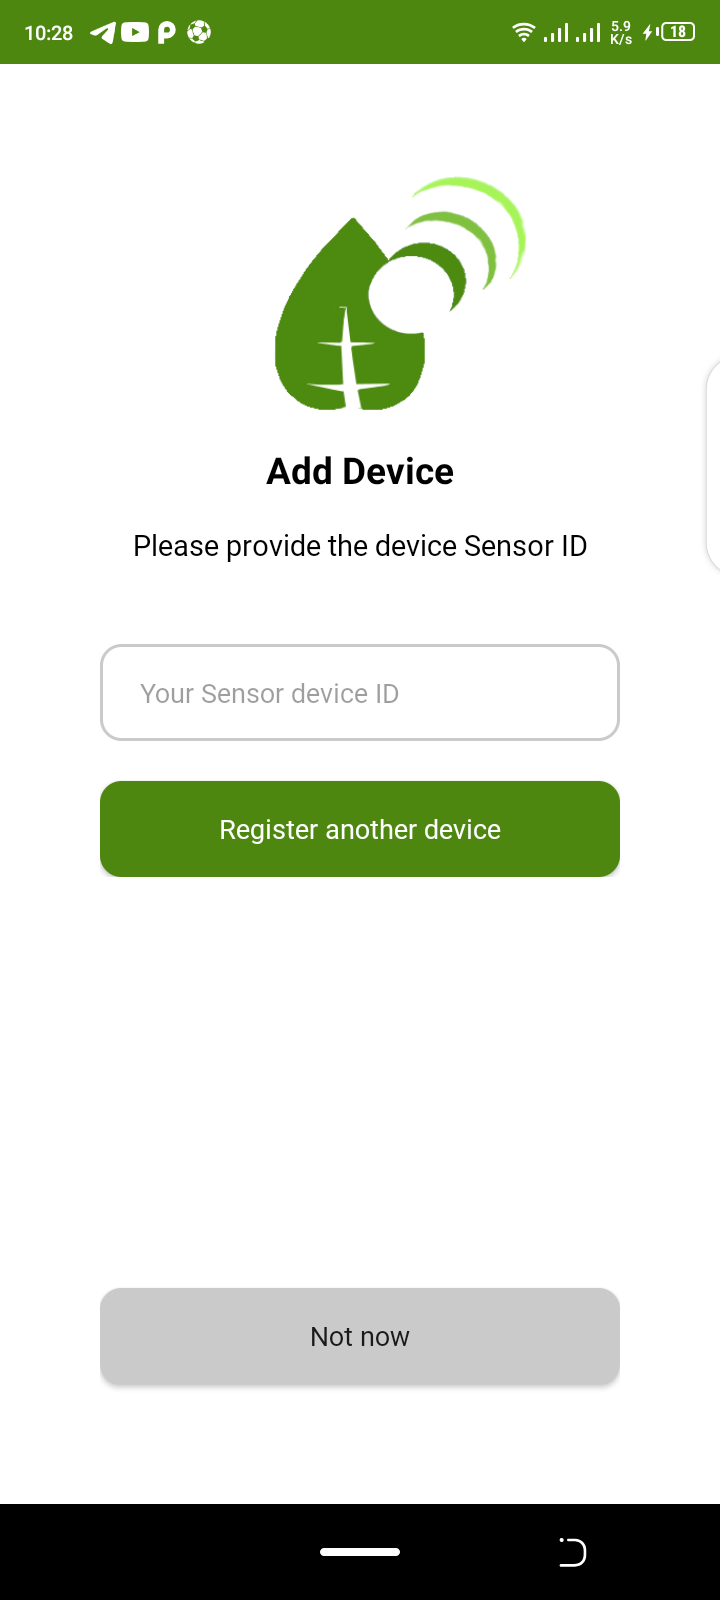 10:28
5.9
K/s
18
Add Device
Please provide the device Sensor ID
Your Sensor device ID
Register another device
Not now